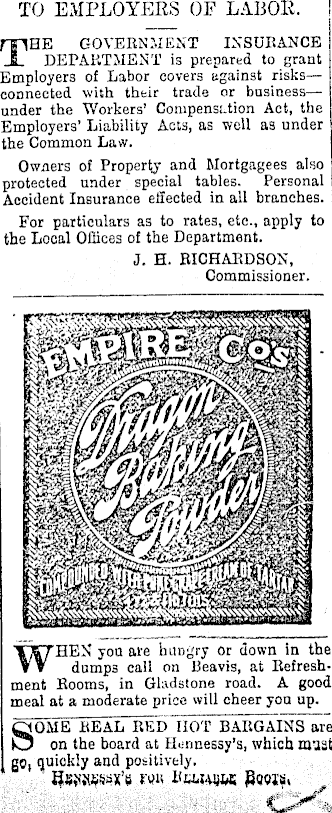 TO EMPLOYERS OF LABOR.
THE GOVERNMENT INSURANCE
DEPARTMENT is prepared to grant
Employers of Labor covers against risks—
connected with their trade or business—
under the Workers' Compensation Act, the
Employers' Liability Acts, as well as under
the Common Law.
Owners of Property and Mortgagees also
protected under special tables. Personal
Accident Insurance effected in all branches.
For particulars as to rates, etc., apply to
the Local Offices of the Department.
J. H. RICHARDSON,
Commissioner.
EMPIRE CO'S
Dragon
Baking
Powder
COMPOUNDED WITH PURE GRAPE CREAM OF TARTAR
WHEN you are hungry or down in the
dumps call on Beavis, at Refresh-
ment Rooms, in Gladstone road. A good
meal at a moderate price will cheer you up.
SOME REAL RED HOT BARGAINS are
on the board at Hennessy's, which must
go, quickly and positively.
HENNESSY'S FOR RELIABLE BOOTS.